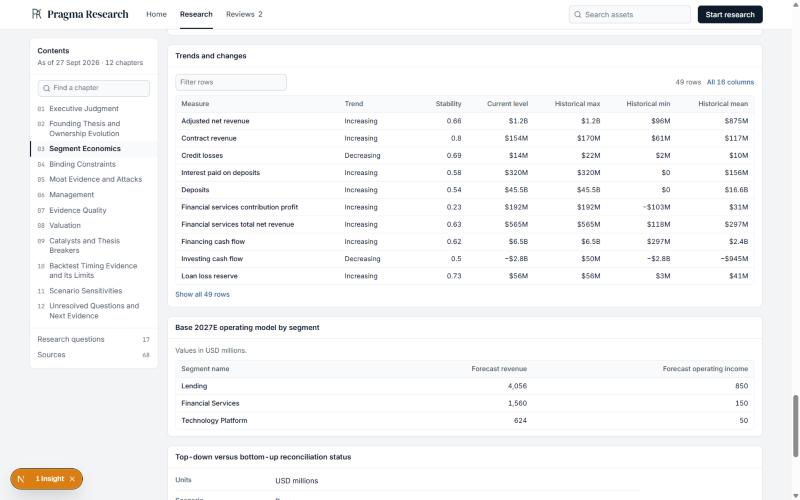 Pragma Research
Home
Research
Reviews 2
Search assets
Start research
Contents
As of 27 Sept 2026 · 12 chapters
Find a chapter
01 Executive Judgment
02 Founding Thesis and
Ownership Evolution
03 Segment Economics
04 Binding Constraints
05 Moat Evidence and Attacks
06 Management
07 Evidence Quality
08 Valuation
09 Catalysts and Thesis
Breakers
10 Backtest Timing Evidence
and Its Limits
11 Scenario Sensitivities
12 Unresolved Questions and
Next Evidence
Research questions 17
Sources 68
Trends and changes
Filter rows
49 rows All 16 columns
Measure Trend Stability Current level Historical max Historical min Historical mean
Adjusted net revenue Increasing 0.66 $1.2B $1.2B $96M $875M
Contract revenue Increasing 0.8 $154M $170M $61M $117M
Credit losses Decreasing 0.69 $14M $22M $2M $10M
Interest paid on deposits Increasing 0.58 $320M $320M $0 $156M
Deposits Increasing 0.54 $45.5B $45.5B $0 $16.6B
Financial services contribution profit Increasing 0.23 $192M $192M −$103M $31M
Financial services total net revenue Increasing 0.63 $565M $565M $118M $297M
Financing cash flow Increasing 0.62 $6.5B $6.5B $297M $2.4B
Investing cash flow Decreasing 0.5 −$2.8B $50M −$2.8B −$945M
Loan loss reserve Increasing 0.73 $56M $56M $3M $41M
Show all 49 rows
Base 2027E operating model by segment
Values in USD millions.
Segment name Forecast revenue Forecast operating income
Lending 4,056 850
Financial Services 1,560 150
Technology Platform 624 50
Top-down versus bottom-up reconciliation status
Units USD millions
N 1 Insight ×